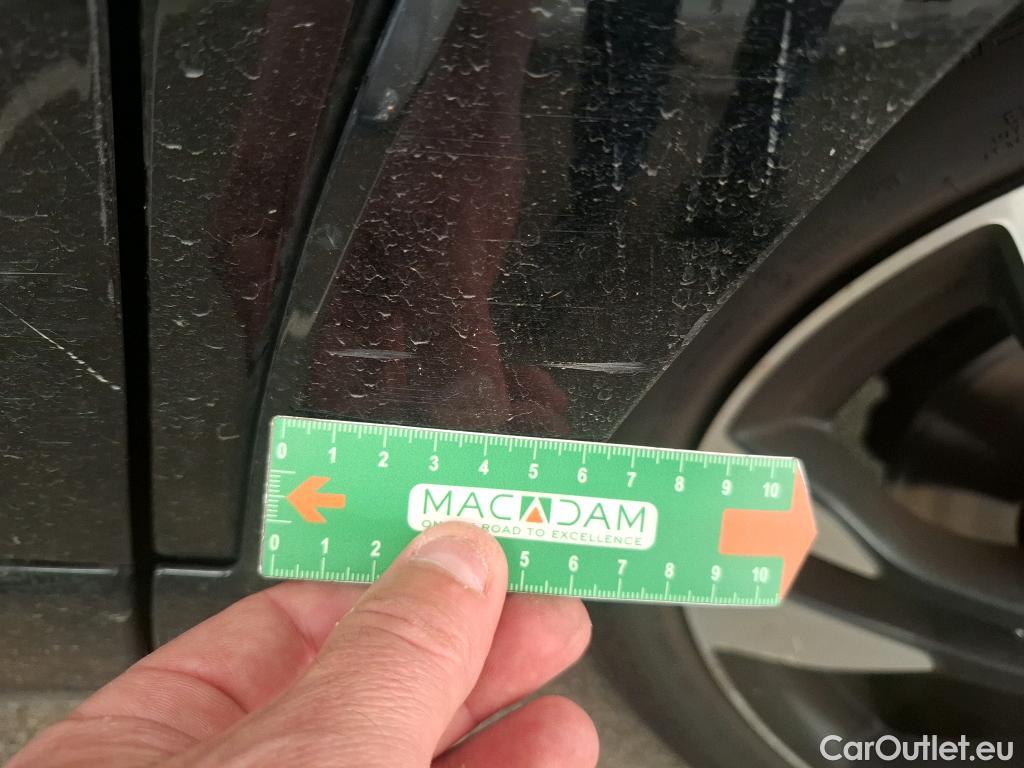 0 1 2 3 4 5 6 7 8 9 10
MACADAM
ROAD TO EXCELLENCE
0 1 2 5 6 7 8 9 10
CarOutlet.eu